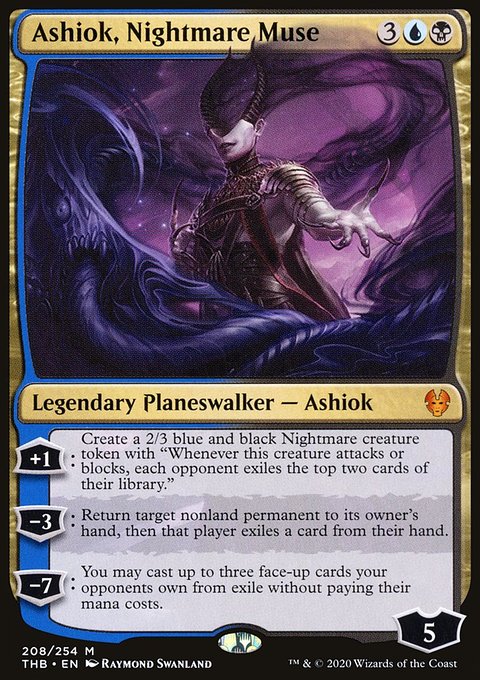 Ashiok, Nightmare Muse 3
Legendary Planeswalker — Ashiok
+1
: Create a 2/3 blue and black Nightmare creature
token with “Whenever this creature attacks or
blocks, each opponent exiles the top two cards of
their library.”
−3
: Return target nonland permanent to its owner’s
hand, then that player exiles a card from their hand.
−7
: You may cast up to three face-up cards your
opponents own from exile without paying their
mana costs.
5
208/254 M
THB • EN Raymond Swanland
™ & © 2020 Wizards of the Coast